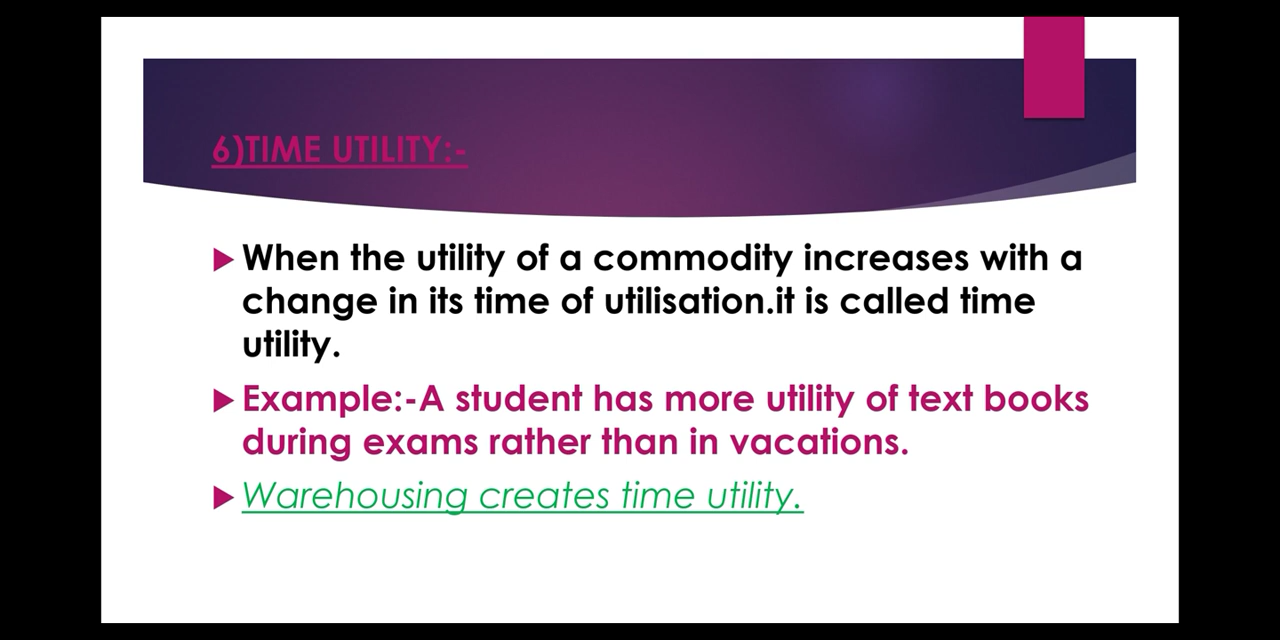 6)TIME UTILITY:-
When the utility of a commodity increases with a
change in its time of utilisation.it is called time
utility.
Example:-A student has more utility of text books
during exams rather than in vacations.
Warehousing creates time utility.